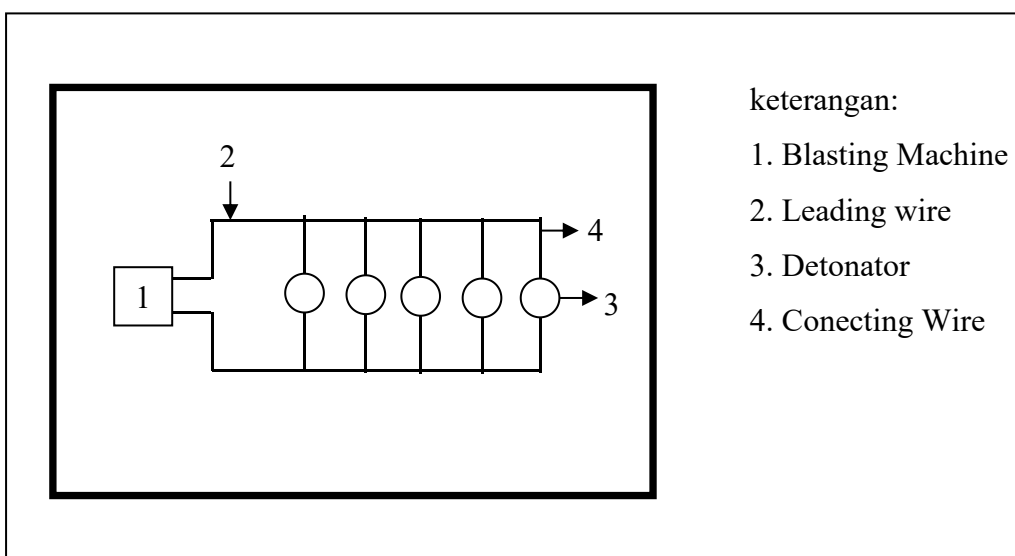 keterangan:
1. Blasting Machine
2. Leading wire
3. Detonator
4. Conecting Wire
2
4
1
3